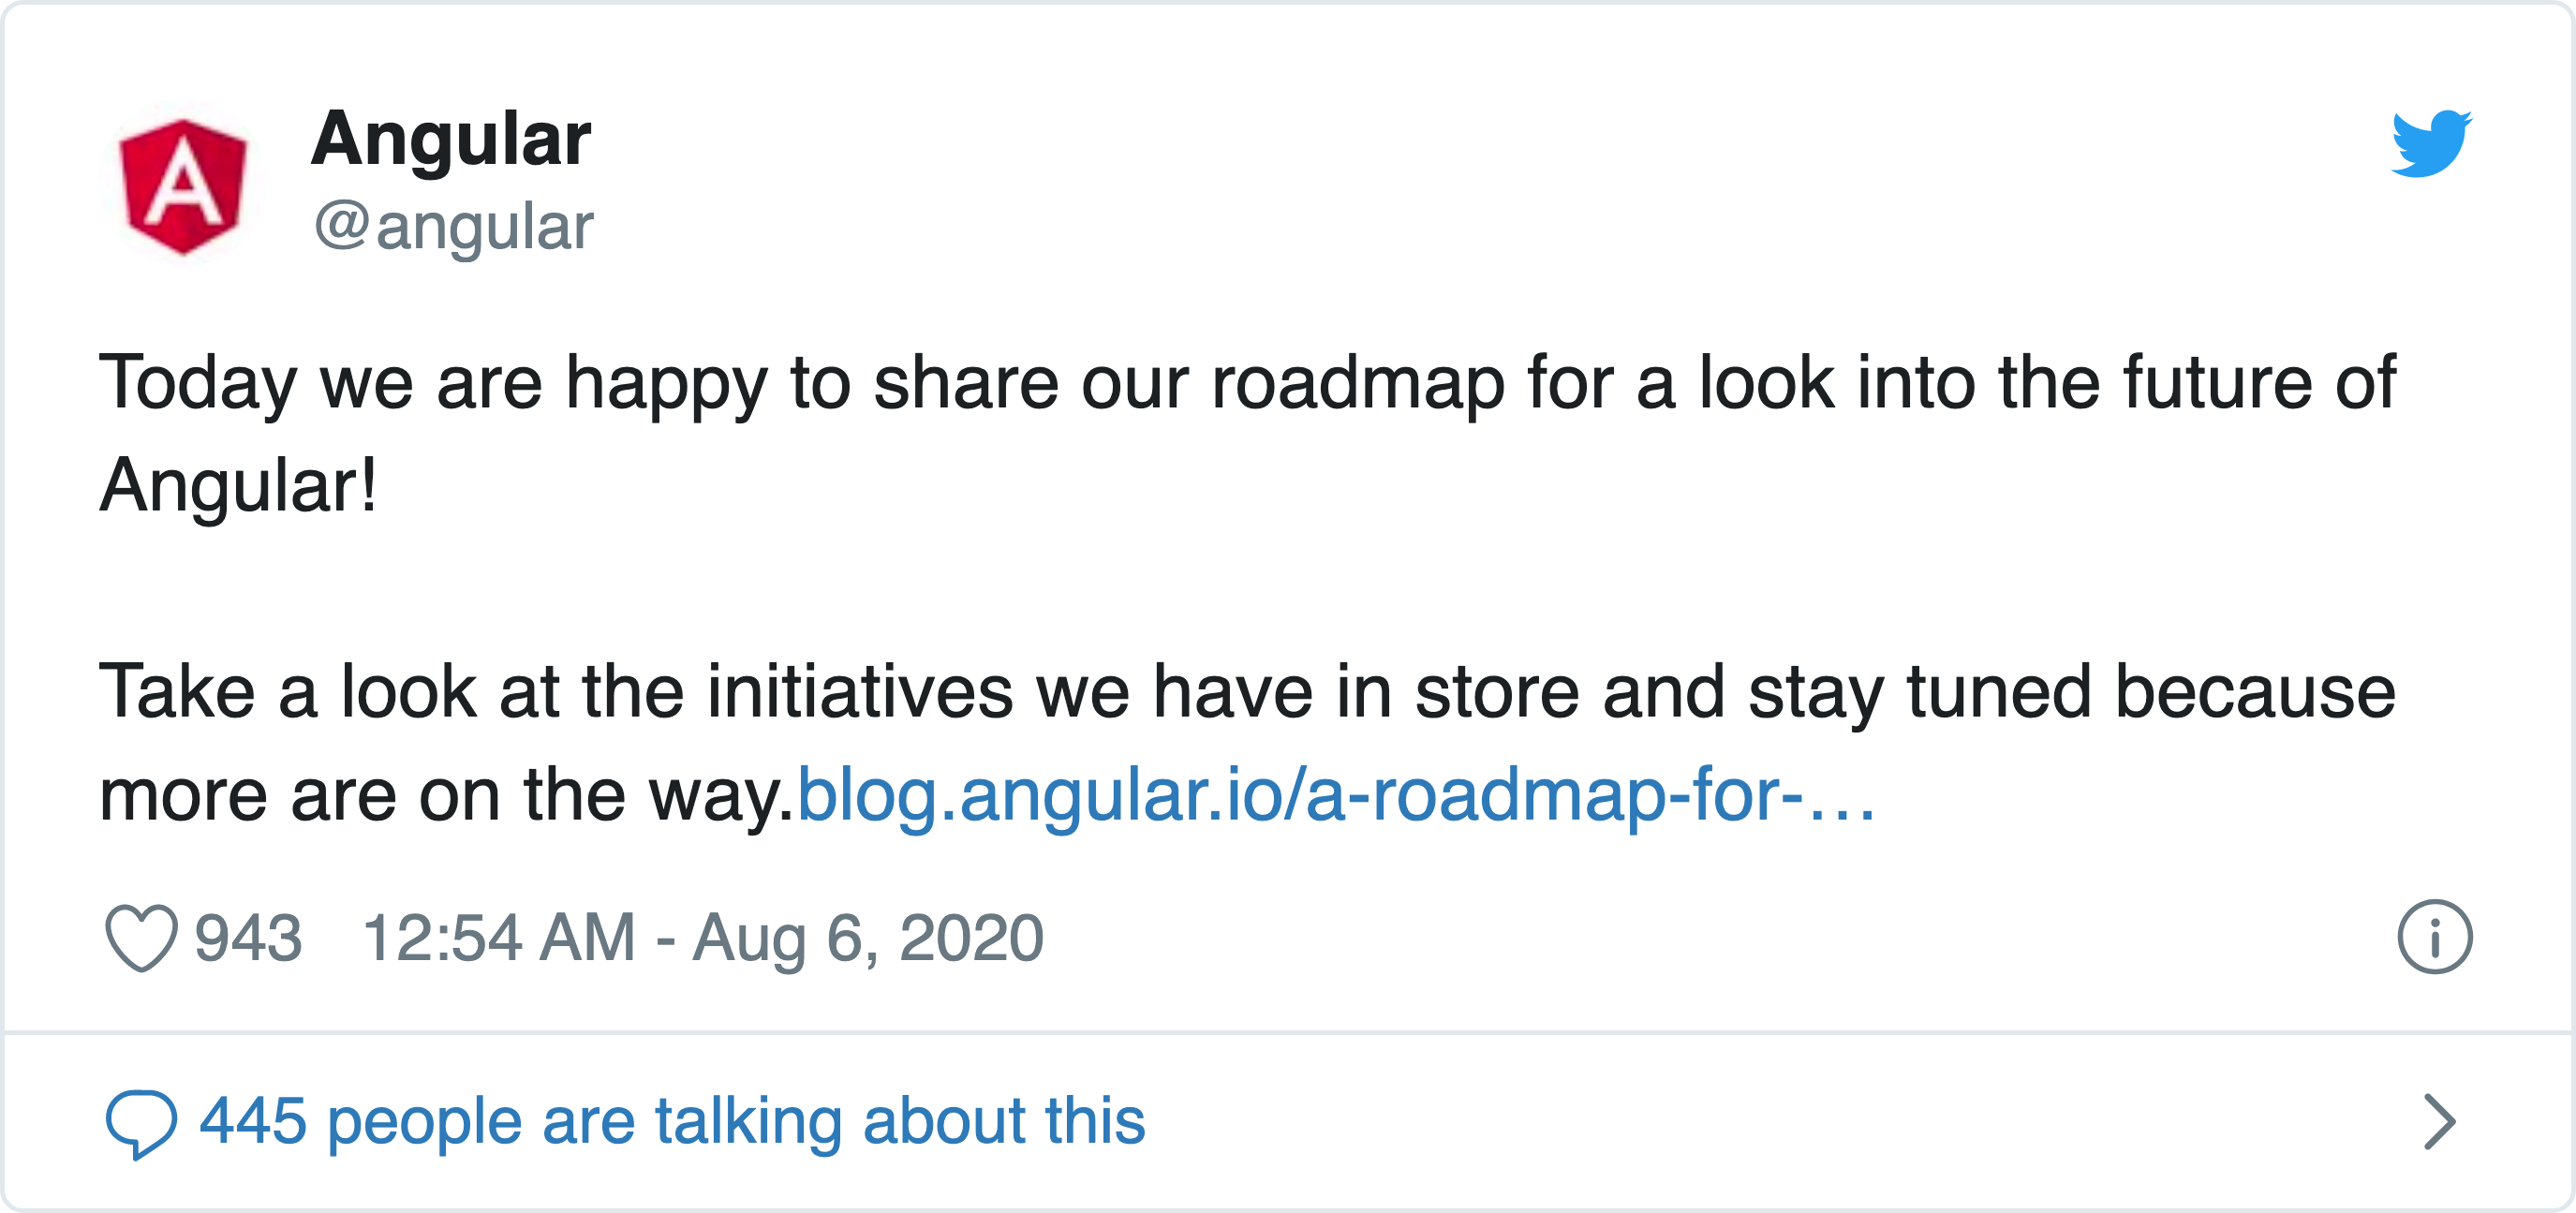 A
Angular
@angular
Today we are happy to share our roadmap for a look into the future of
Angular!
Take a look at the initiatives we have in store and stay tuned because
more are on the way.blog.angular.io/a-roadmap-for-…
943 12:54 AM - Aug 6, 2020
445 people are talking about this